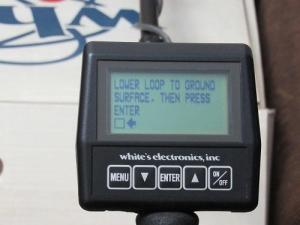 LOWER LOOP TO GROUND
SURFACE, THEN PRESS
ENTER
white's electronics, inc
MENU ▼ ENTER ▲ ON/OFF